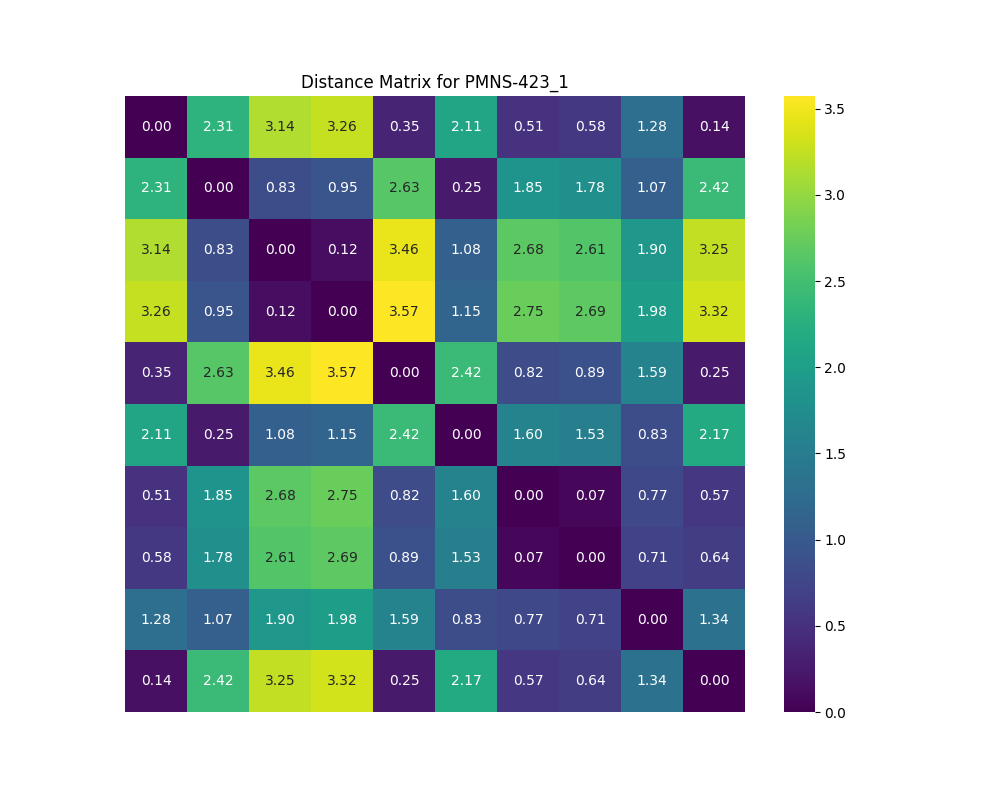 Distance Matrix for PMNS-423_1
0.00 2.31 3.14 3.26 0.35 2.11 0.51 0.58 1.28 0.14
2.31 0.00 0.83 0.95 2.63 0.25 1.85 1.78 1.07 2.42
3.14 0.83 0.00 0.12 3.46 1.08 2.68 2.61 1.90 3.25
3.26 0.95 0.12 0.00 3.57 1.15 2.75 2.69 1.98 3.32
0.35 2.63 3.46 3.57 0.00 2.42 0.82 0.89 1.59 0.25
2.11 0.25 1.08 1.15 2.42 0.00 1.60 1.53 0.83 2.17
0.51 1.85 2.68 2.75 0.82 1.60 0.00 0.07 0.77 0.57
0.58 1.78 2.61 2.69 0.89 1.53 0.07 0.00 0.71 0.64
1.28 1.07 1.90 1.98 1.59 0.83 0.77 0.71 0.00 1.34
0.14 2.42 3.25 3.32 0.25 2.17 0.57 0.64 1.34 0.00
3.5
3.0
2.5
2.0
1.5
1.0
0.5
0.0